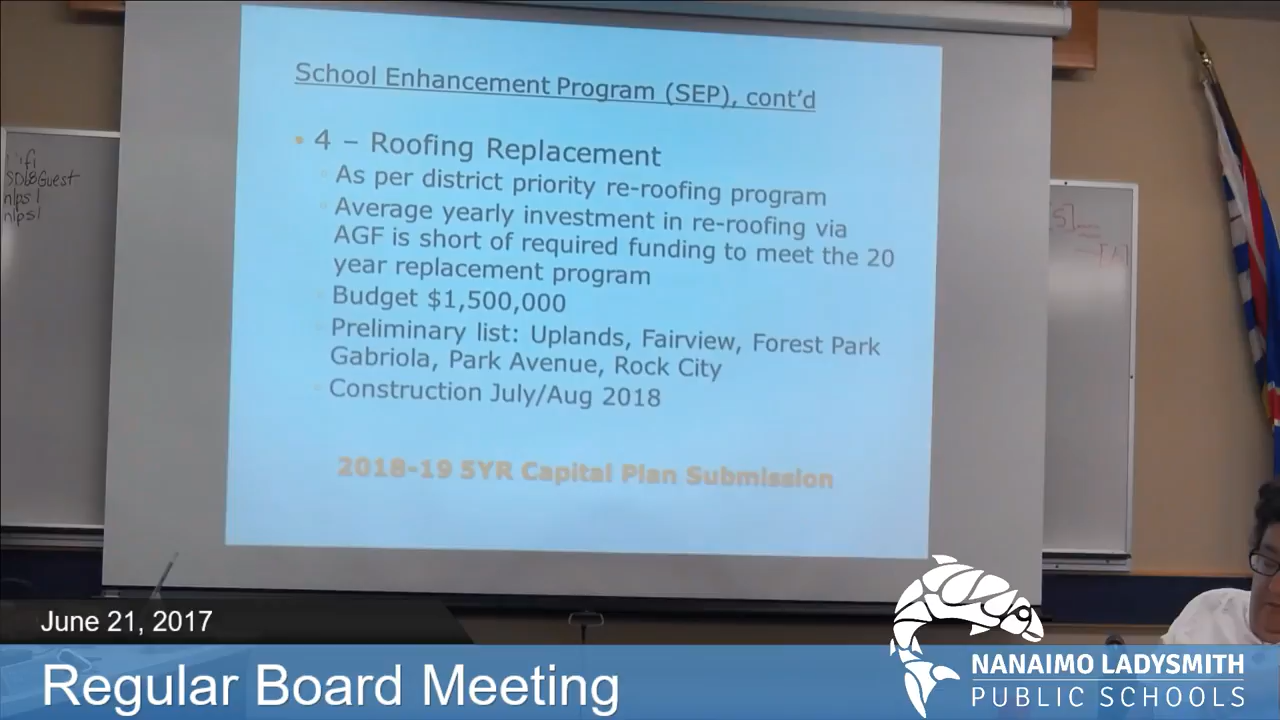 School Enhancement Program (SEP), cont'd
4 – Roofing Replacement
As per district priority re-roofing program
Average yearly investment in re-roofing via
AGF is short of required funding to meet the 20
year replacement program
Budget $1,500,000
Preliminary list: Uplands, Fairview, Forest Park
Gabriola, Park Avenue, Rock City
Construction July/Aug 2018
2018-19 5YR Capital Plan Submission
SD68Guest
nlps1
nlps1
June 21, 2017
Regular Board Meeting
NANAIMO LADYSMITH
PUBLIC SCHOOLS